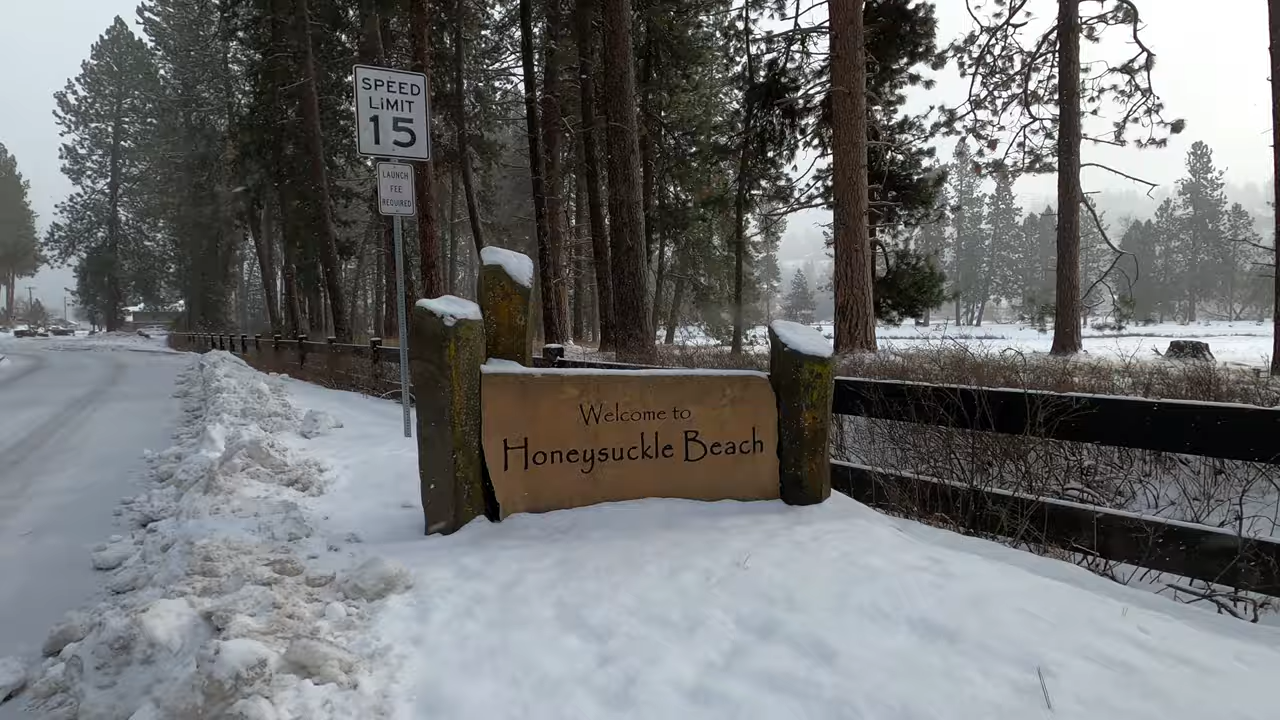 SPEED
LIMIT
15
LAUNCH
FEE
REQUIRED
Welcome to
Honeysuckle Beach